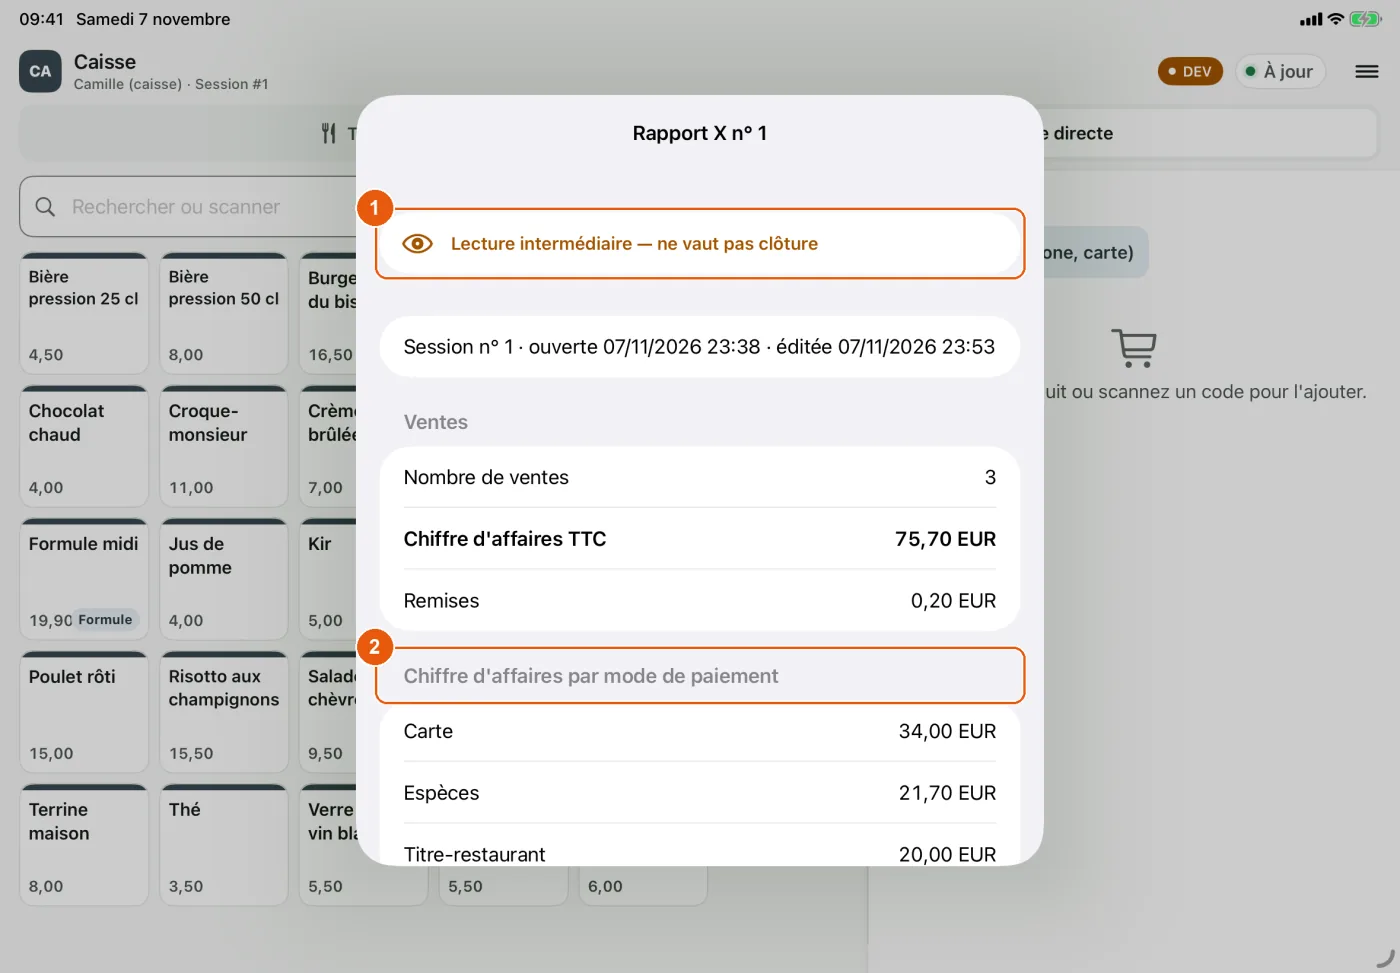 09:41 Samedi 7 novembre
CA
Caisse
Camille (caisse) · Session #1
DEV
À jour
Rechercher ou scanner
Bière
pression 25 cl
4,50
Bière
pression 50 cl
8,00
16,50
Chocolat
chaud
4,00
Croque-
monsieur
11,00
7,00
Formule midi
19,90
Formule
Jus de
pomme
4,00
Kir
5,00
Poulet rôti
15,00
Risotto aux
champignons
15,50
9,50
Terrine
maison
8,00
Thé
3,50
Verre
5,50
5,50
6,00
directe
carte)
ou scannez un code pour l'ajouter.
Rapport X n° 1
1
Lecture intermédiaire — ne vaut pas clôture
Session n° 1 · ouverte 07/11/2026 23:38 · éditée 07/11/2026 23:53
Ventes
Nombre de ventes 3
Chiffre d'affaires TTC 75,70 EUR
Remises 0,20 EUR
2
Chiffre d'affaires par mode de paiement
Carte 34,00 EUR
Espèces 21,70 EUR
Titre-restaurant 20,00 EUR